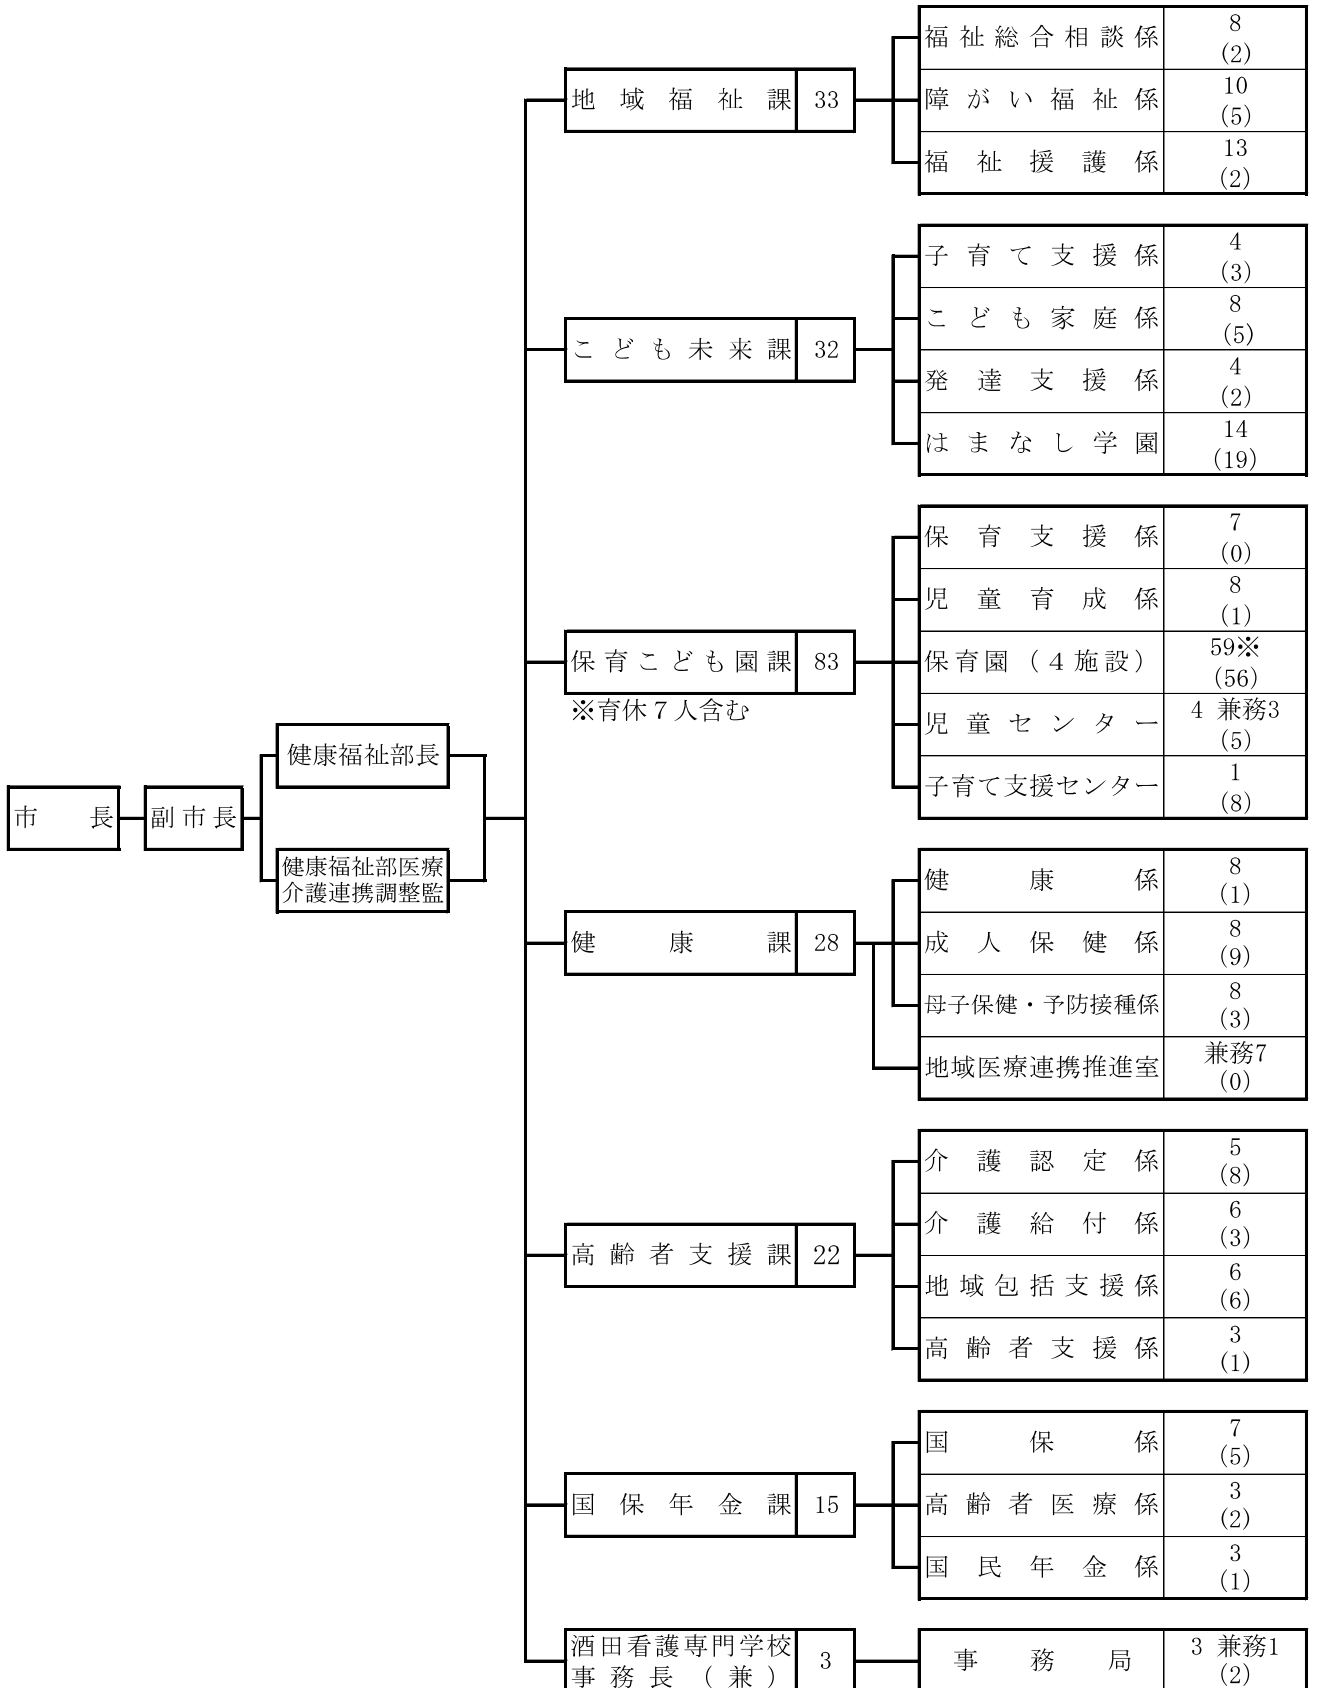 市長
副市長
健康福祉部長
健康福祉部医療
介護連携調整監
地域福祉課 33
福祉総合相談係 8
(2)
障がい福祉係 10
(5)
福祉援護係 13
(2)
こども未来課 32
子育て支援係 4
(3)
こども家庭係 8
(5)
発達支援係 4
(2)
はまなし学園 14
(19)
保育こども園課 83
※育休7人含む
保育支援係 7
(0)
児童育成係 8
(1)
保育園(4施設) 59※
(56)
児童センター 4 兼務3
(5)
子育て支援センター 1
(8)
健康課 28
健康係 8
(1)
成人保健係 8
(9)
母子保健・予防接種係 8
(3)
地域医療連携推進室 兼務7
(0)
高齢者支援課 22
介護認定係 5
(8)
介護給付係 6
(3)
地域包括支援係 6
(6)
高齢者支援係 3
(1)
国保年金課 15
国保係 7
(5)
高齢者医療係 3
(2)
国民年金係 3
(1)
酒田看護専門学校
事務長(兼) 3
事務局 3 兼務1
(2)